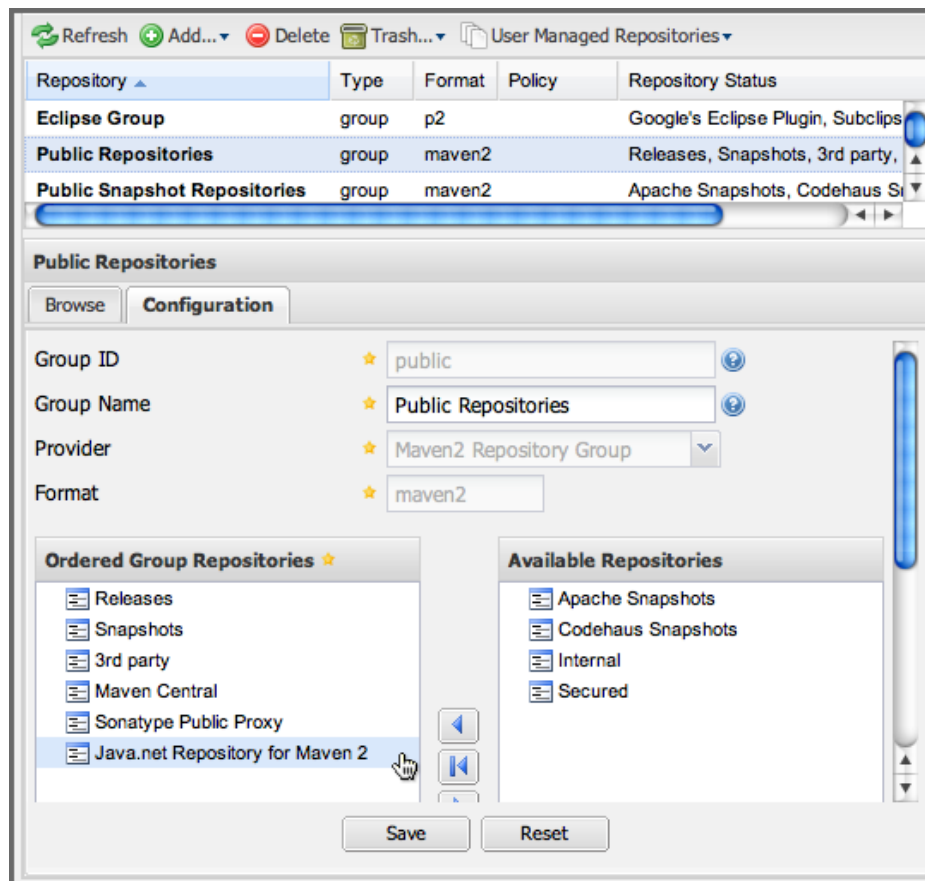 Refresh Add... Delete Trash... User Managed Repositories
Repository Type Format Policy Repository Status
Eclipse Group group p2 Google's Eclipse Plugin, Subclips
Public Repositories group maven2 Releases, Snapshots, 3rd party,
Public Snapshot Repositories group maven2 Apache Snapshots, Codehaus
Public Repositories
Browse Configuration
Group ID public
Group Name Public Repositories
Provider Maven2 Repository Group
Format maven2
Ordered Group Repositories Available Repositories
Releases Apache Snapshots
Snapshots Codehaus Snapshots
3rd party Internal
Maven Central Secured
Sonatype Public Proxy
Java.net Repository for Maven 2
Save Reset